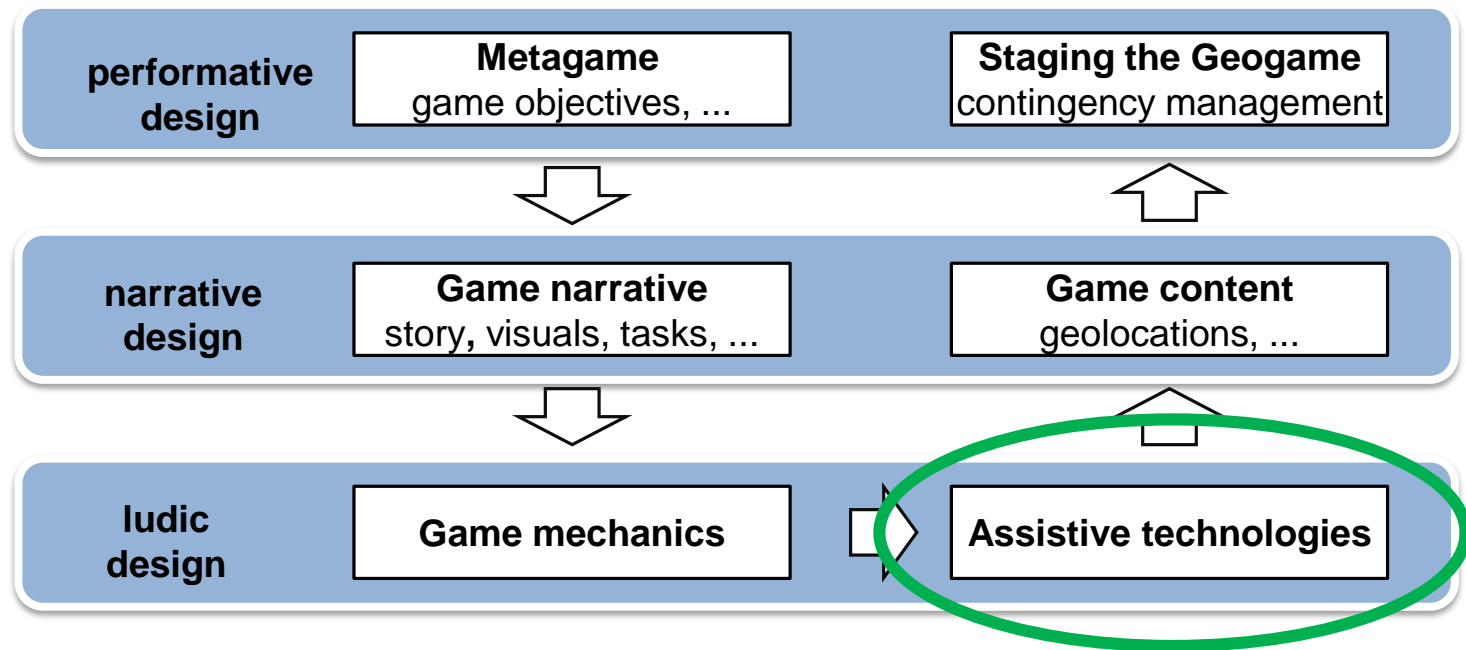 performative
design
Metagame
game objectives, ...
Staging the Geogame
contingency management
narrative
design
Game narrative
story, visuals, tasks, ...
Game content
geolocations, ...
ludic
design
Game mechanics
Assistive technologies